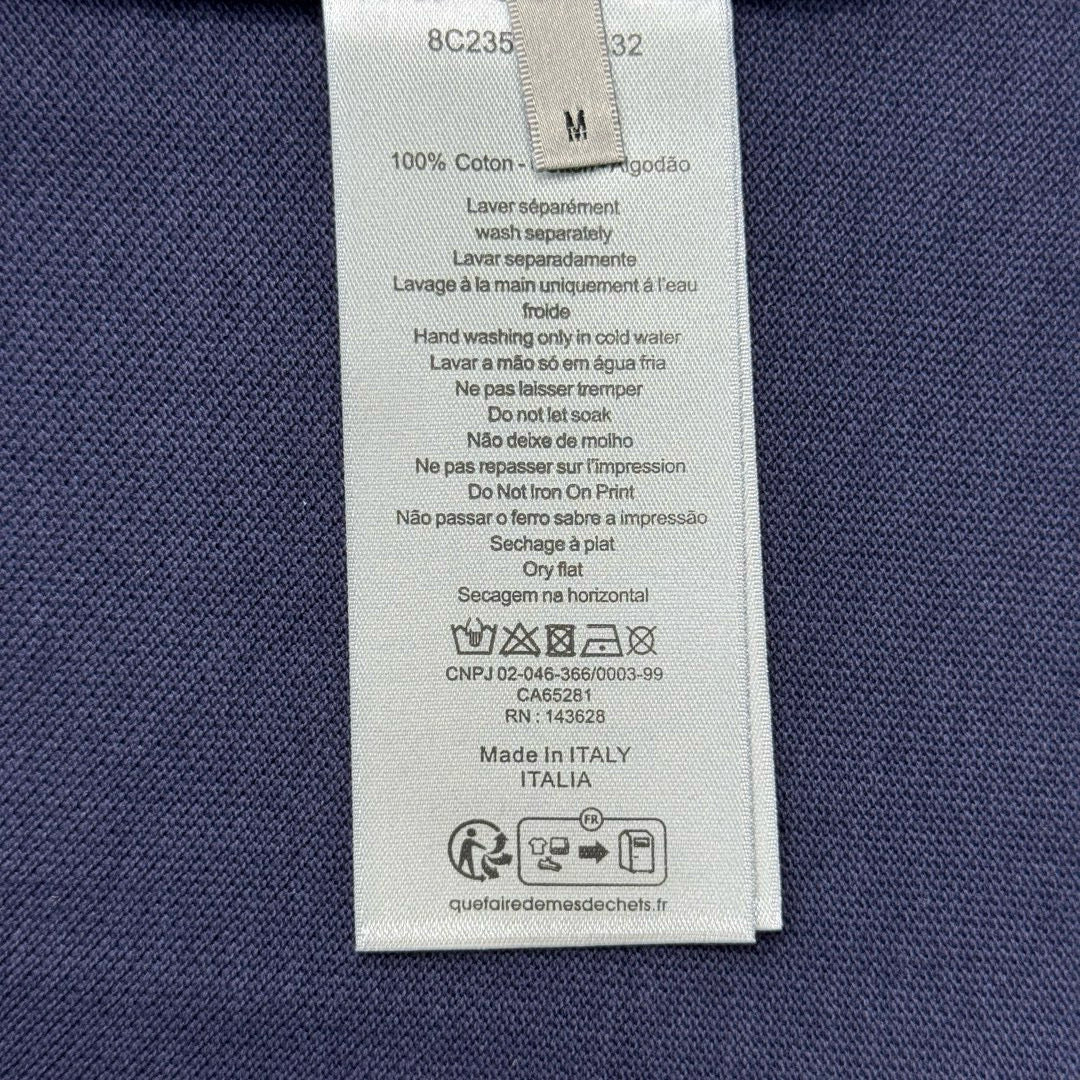 8C235 32
M
100% Coton - Algodão
Laver séparément
wash separately
Lavar separadamente
Lavage à la main uniquement á l'eau
froide
Hand washing only in cold water
Lavar a mão só em água fria
Ne pas laisser tremper
Do not let soak
Não deixe de molho
Ne pas repasser sur l'impression
Do Not Iron On Print
Não passar o ferro sabre a impressão
Sechage à plat
Ory flat
Secagem na horizontal
CNPJ 02-046-366/0003-99
CA65281
RN : 143628
Made In ITALY
ITALIA
FR
quefairedemesdechets.fr